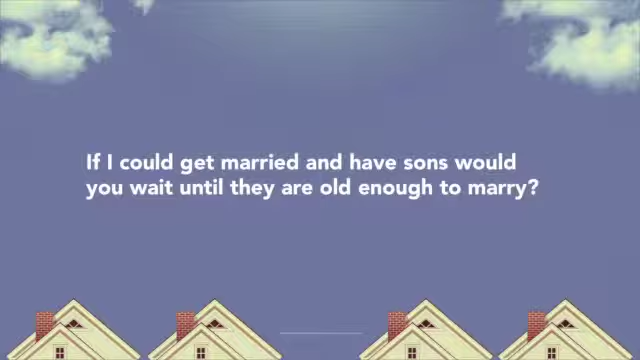 If I could get married and have sons would
you wait until they are old enough to marry?